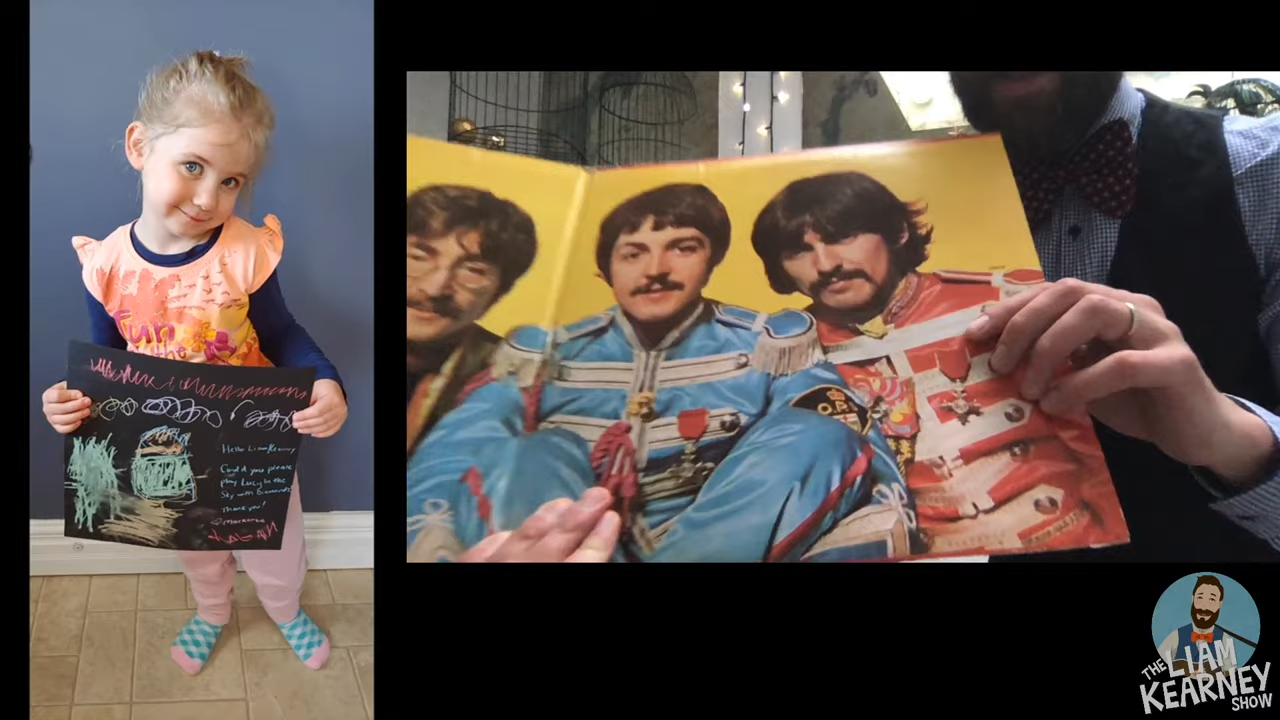 fun
the
Hello Liam Kearney,
Could you please
play Lucy in the
Sky with Diamonds?
Thank you!
THE
LIAM
KEARNEY
SHOW